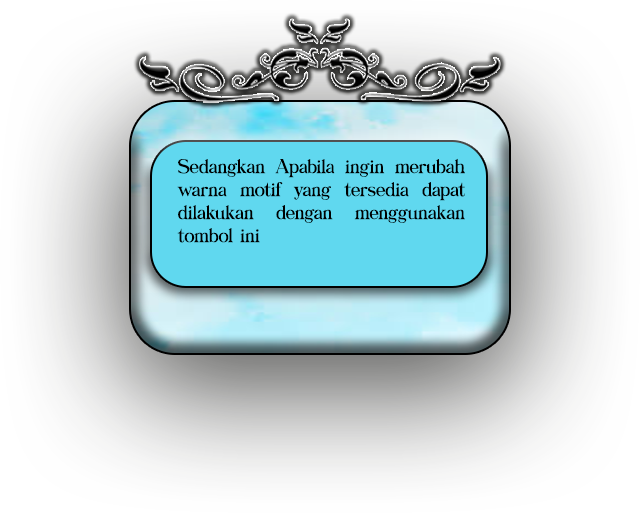 Sedangkan Apabila ingin merubah
warna motif yang tersedia dapat
dilakukan dengan menggunakan
tombol ini